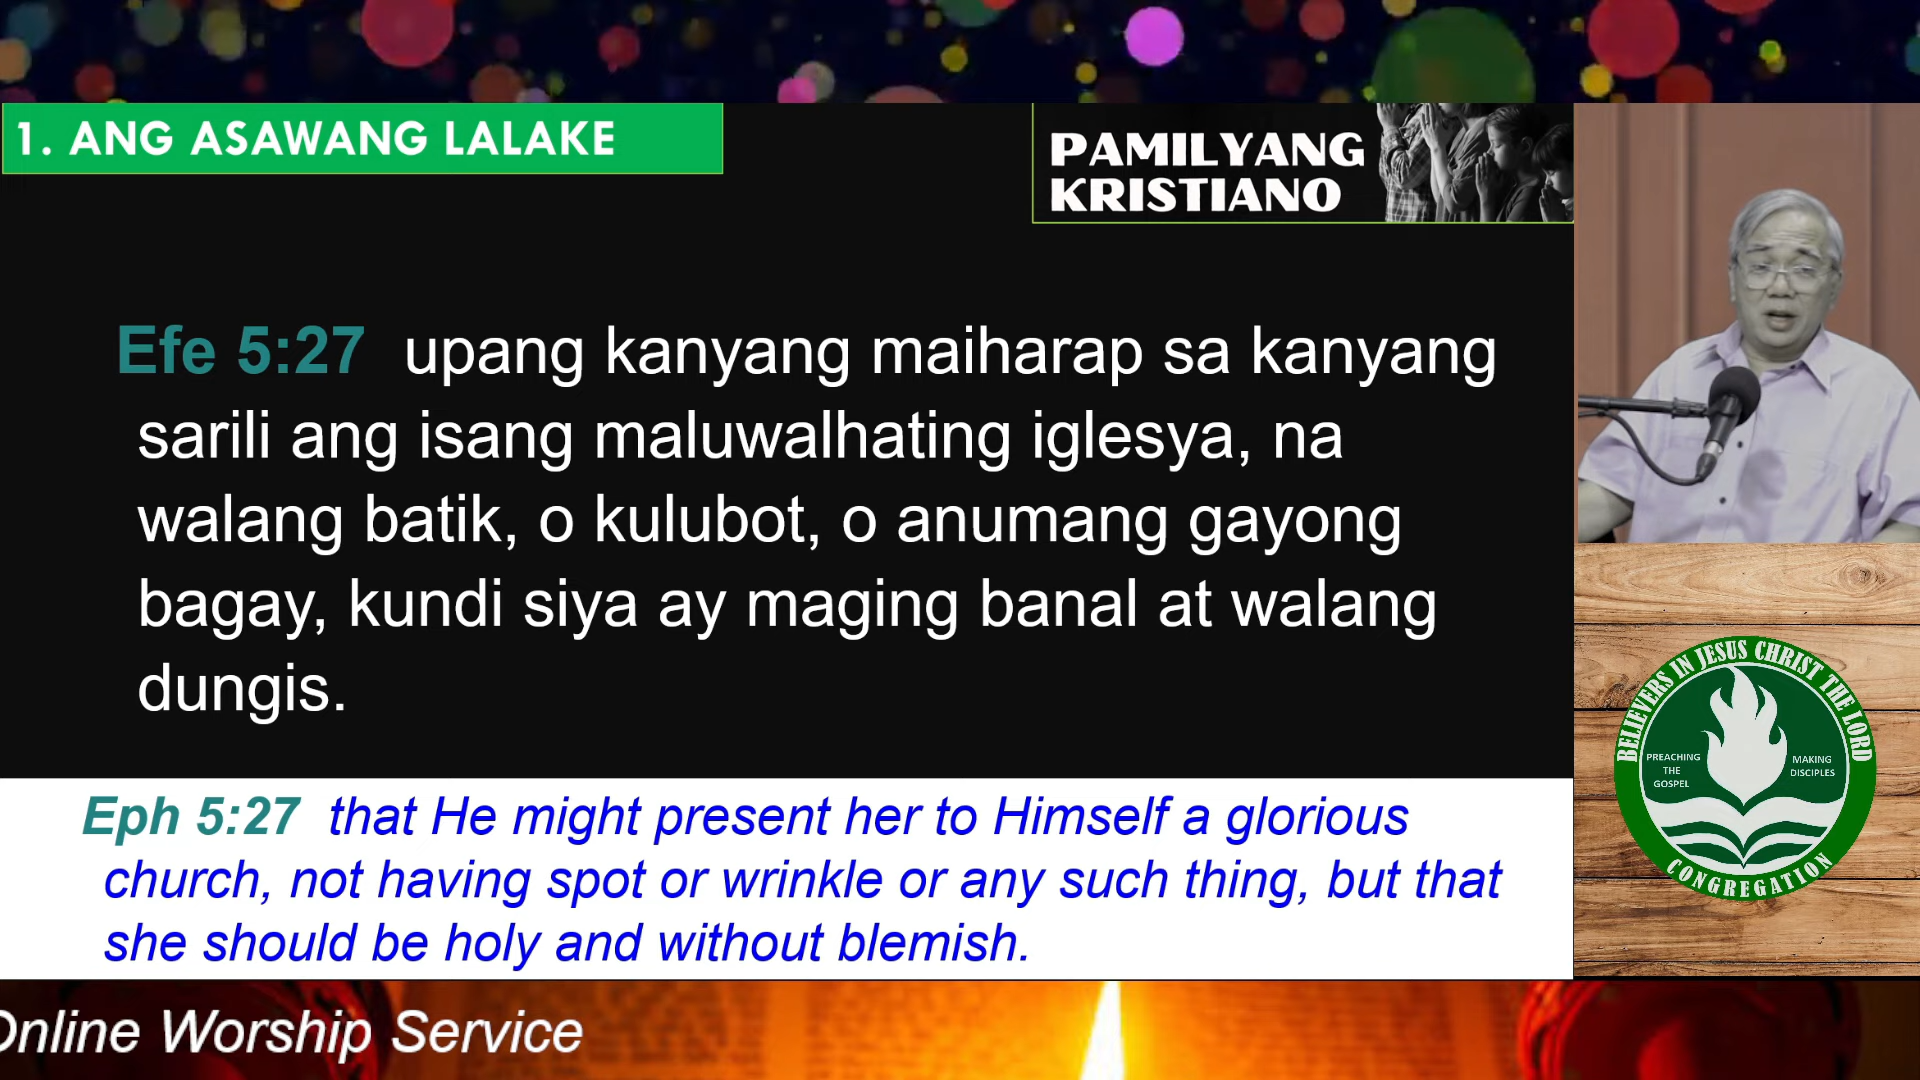 1. ANG ASAWANG LALAKE
PAMILYANG
KRISTIANO
Efe 5:27 upang kanyang maiharap sa kanyang
sarili ang isang maluwalhating iglesya, na
walang batik, o kulubot, o anumang gayong
bagay, kundi siya ay maging banal at walang
dungis.
Eph 5:27 that He might present her to Himself a glorious
church, not having spot or wrinkle or any such thing, but that
she should be holy and without blemish.
BELIEVERS IN JESUS CHRIST THE LORD
PREACHING
THE
GOSPEL
MAKING
DISCIPLES
CONGREGATION
Online Worship Service